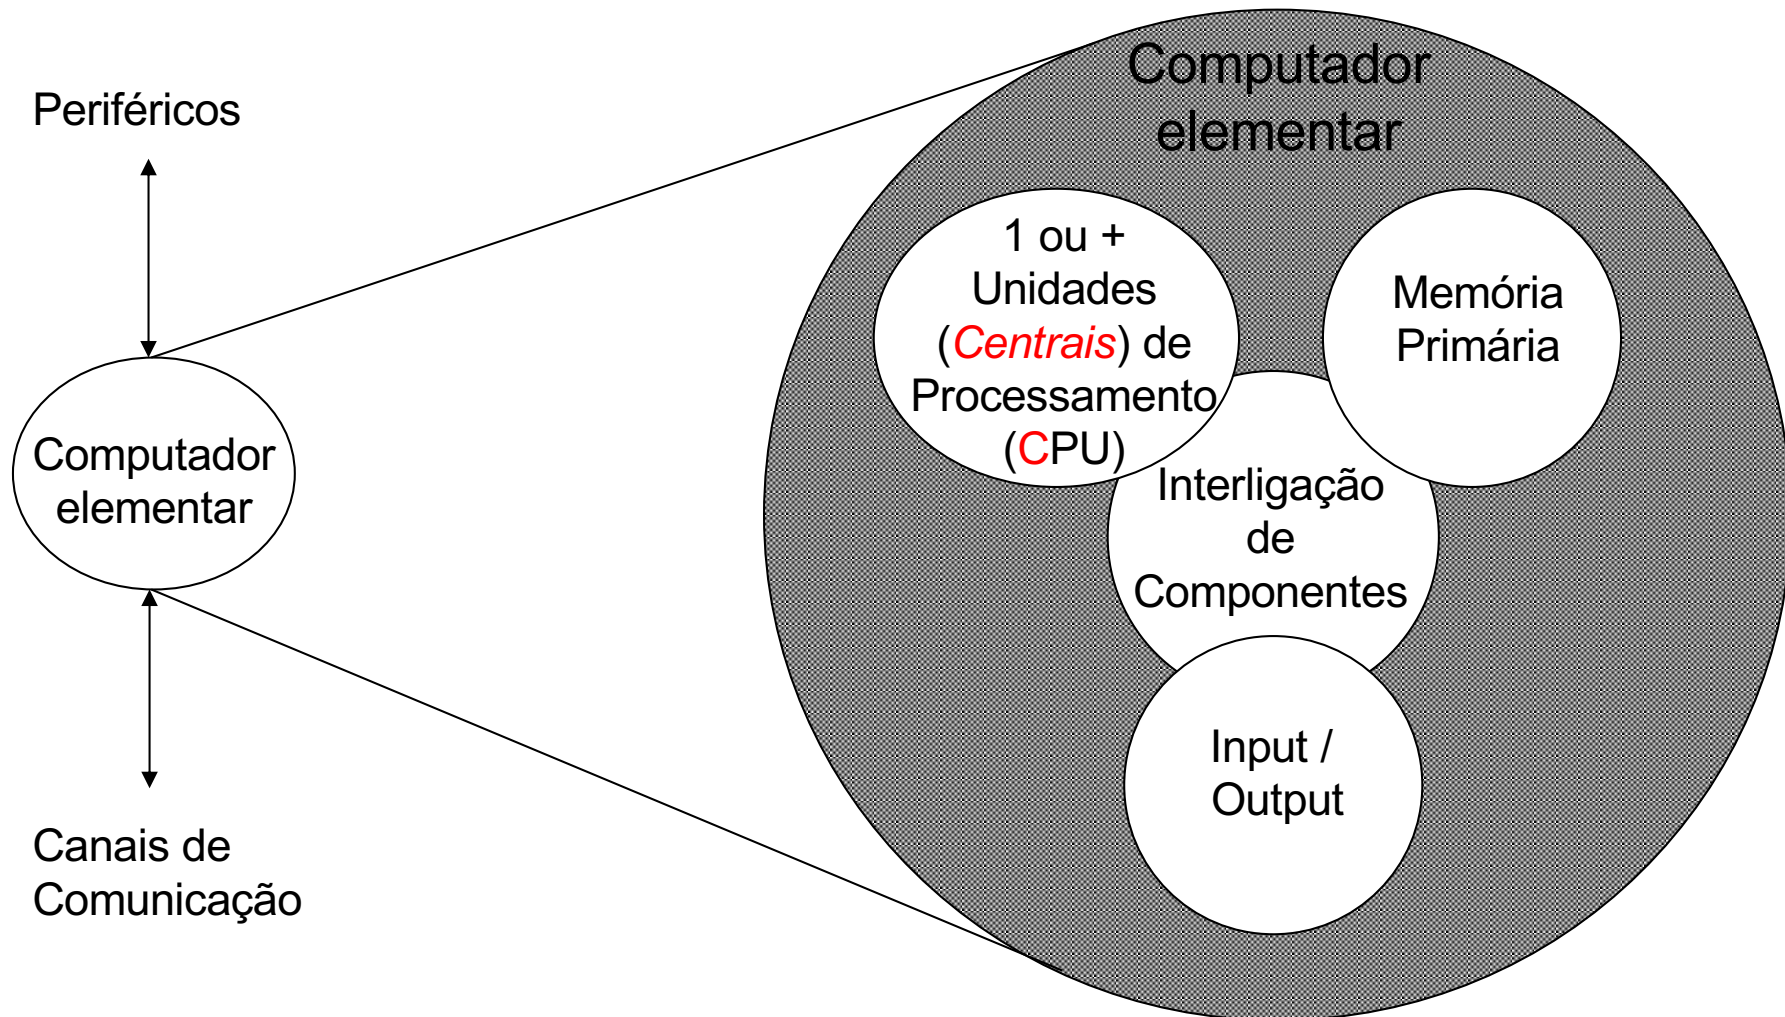 Periféricos
Computador
elementar
Canais de
Comunicação
Computador
elementar
1 ou +
Unidades
(Centrais) de
Processamento
(CPU)
Memória
Primária
Interligação
de
Componentes
Input /
Output